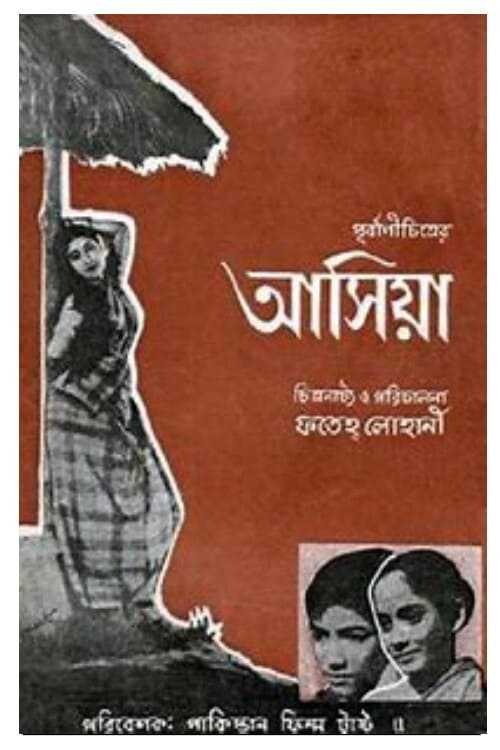 পূর্বাণীচিত্রের
আসিয়া
চিত্রনাট্য ও পরিচালনা
ফতেহ্ লোহানী
পরিবেশক: পাকিস্তান ফিল্ম ট্রাষ্ট ॥